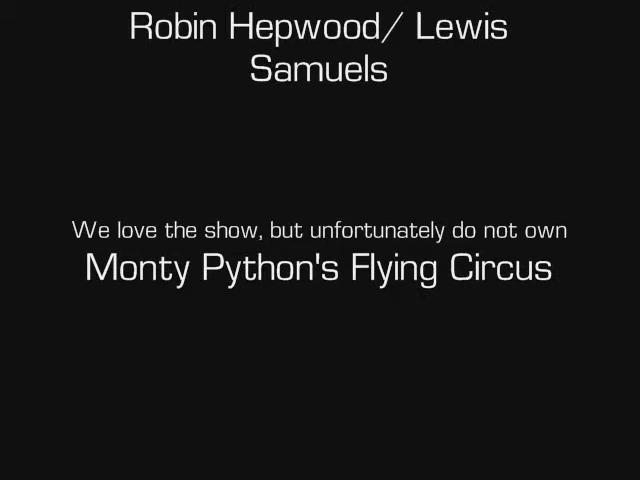 Robin Hepwood/ Lewis
Samuels
We love the show, but unfortunately do not own
Monty Python's Flying Circus